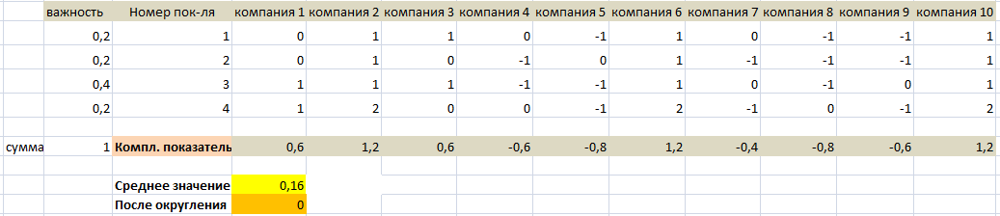 важность Номер пок-ля компания 1 компания 2 компания 3 компания 4 компания 5 компания 6 компания 7 компания 8 компания 9 компания 10
0,2 1 0 1 1 0 -1 1 0 -1 -1 1
0,2 2 0 1 0 -1 0 1 -1 -1 -1 1
0,4 3 1 1 1 -1 -1 1 0 -1 0 1
0,2 4 1 2 0 0 -1 2 -1 0 -1 2
сумма 1 Компл. показатель 0,6 1,2 0,6 -0,6 -0,8 1,2 -0,4 -0,8 -0,6 1,2
Среднее значение 0,16
После округления 0